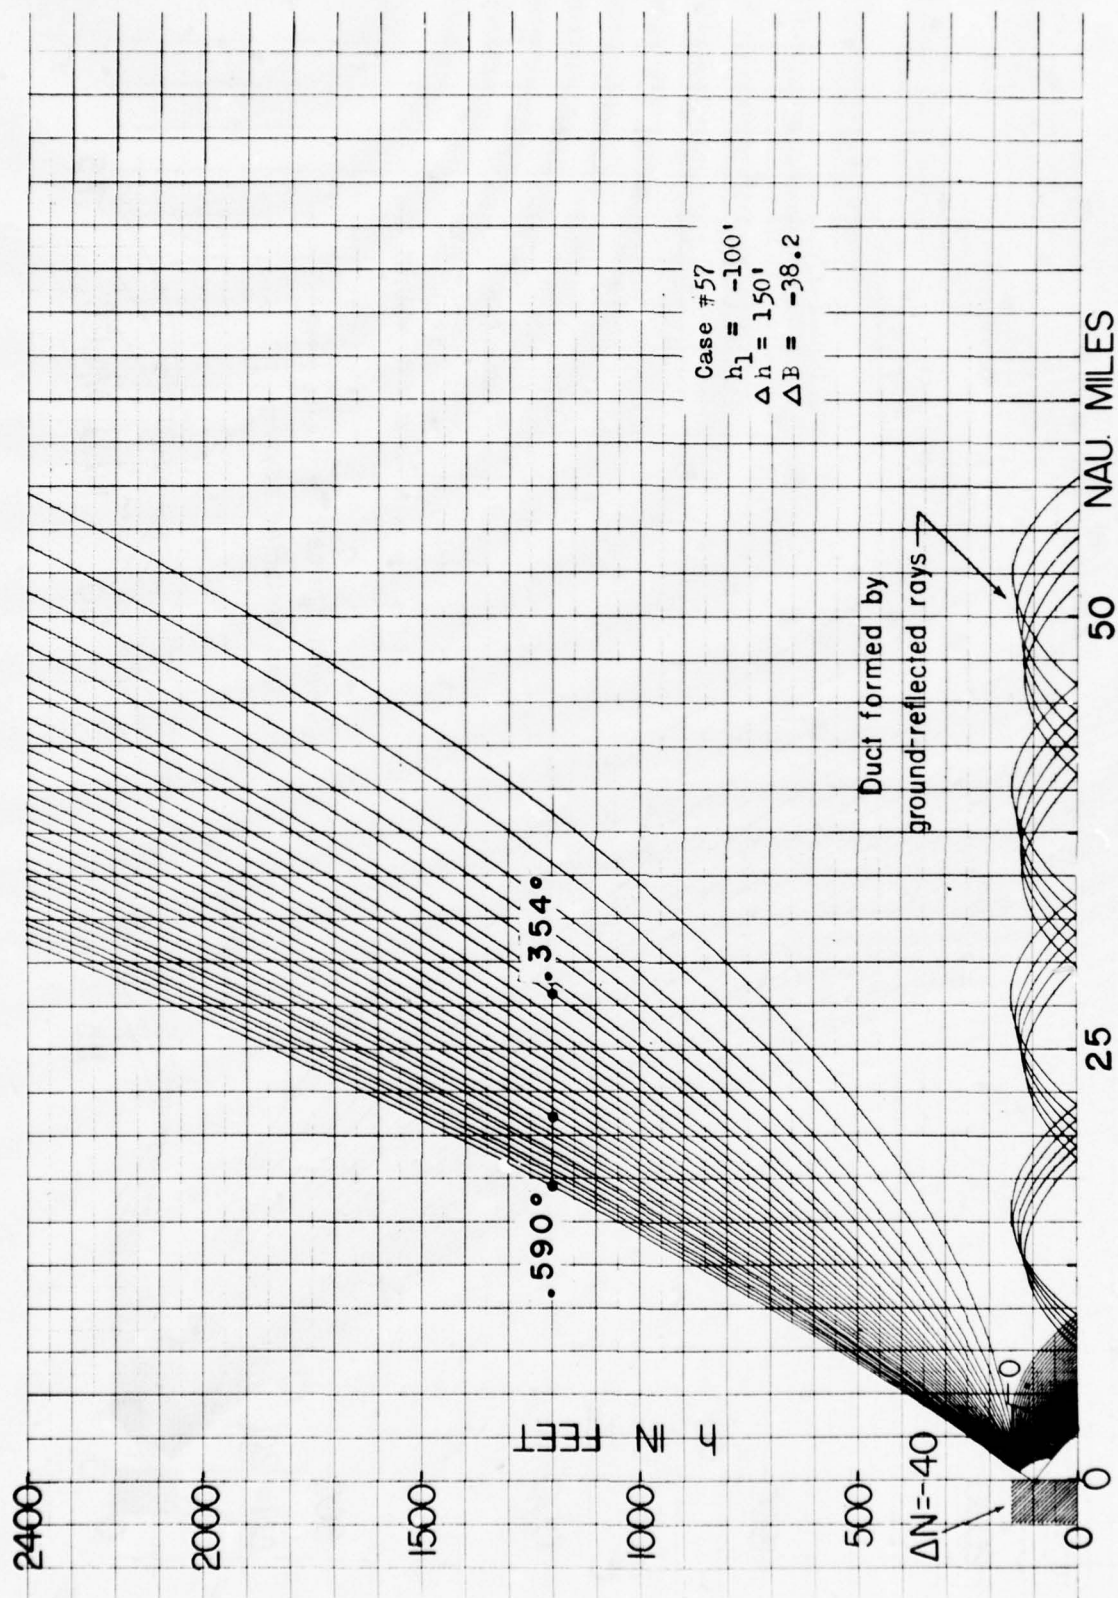 2400
2000
1500
1000
500
0
h IN FEET
ΔN=-40
0
.590°
.354°
Case #57
h1 = -100'
Δh = 150'
ΔB = -38.2
Duct formed by
ground-reflected rays
0
25
50
NAU. MILES